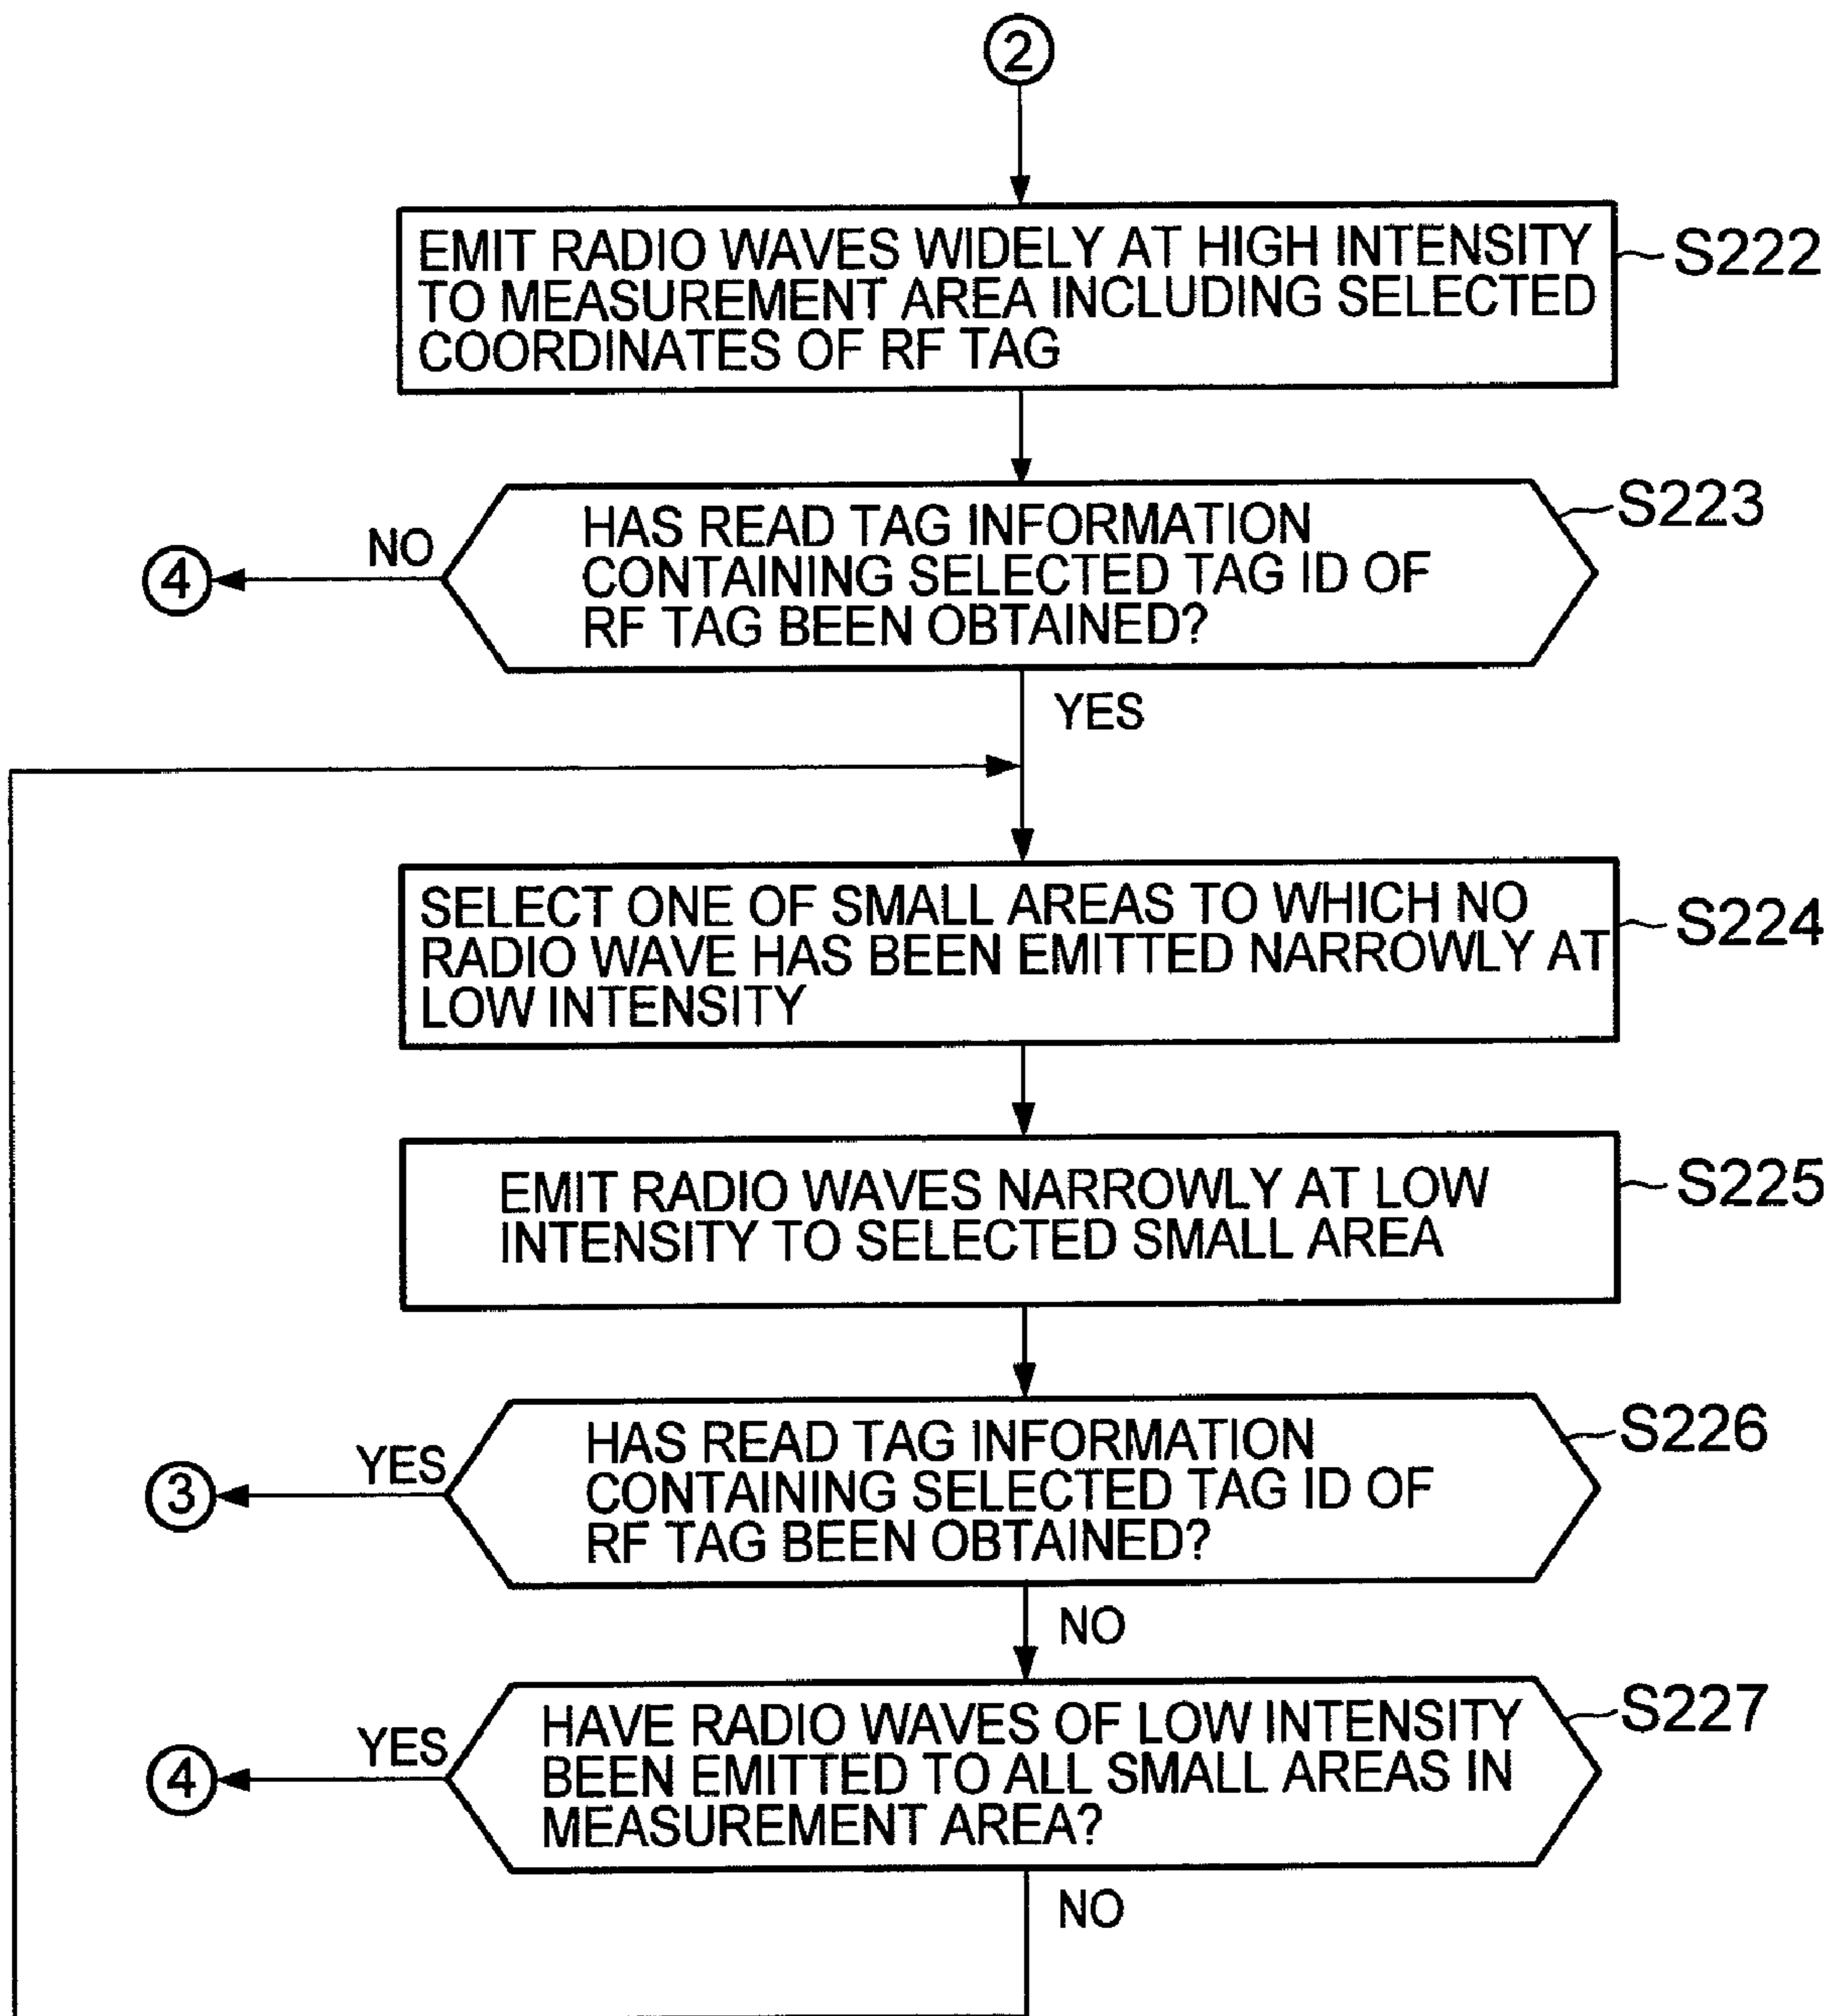 ②
EMIT RADIO WAVES WIDELY AT HIGH INTENSITY
TO MEASUREMENT AREA INCLUDING SELECTED
COORDINATES OF RF TAG
S222
HAS READ TAG INFORMATION
CONTAINING SELECTED TAG ID OF
RF TAG BEEN OBTAINED?
S223
NO
④
YES
SELECT ONE OF SMALL AREAS TO WHICH NO
RADIO WAVE HAS BEEN EMITTED NARROWLY AT
LOW INTENSITY
S224
EMIT RADIO WAVES NARROWLY AT LOW
INTENSITY TO SELECTED SMALL AREA
S225
HAS READ TAG INFORMATION
CONTAINING SELECTED TAG ID OF
RF TAG BEEN OBTAINED?
S226
YES
③
NO
HAVE RADIO WAVES OF LOW INTENSITY
BEEN EMITTED TO ALL SMALL AREAS IN
MEASUREMENT AREA?
S227
YES
④
NO